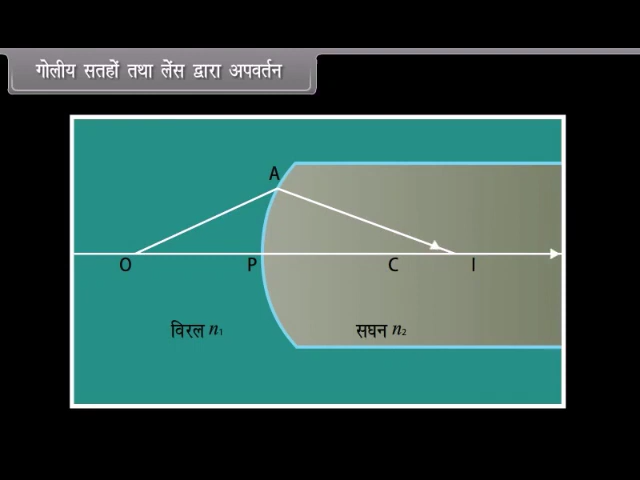 गोलीय सतहों तथा लेंस द्वारा अपवर्तन
A
O P C I
विरल n₁ सघन n₂